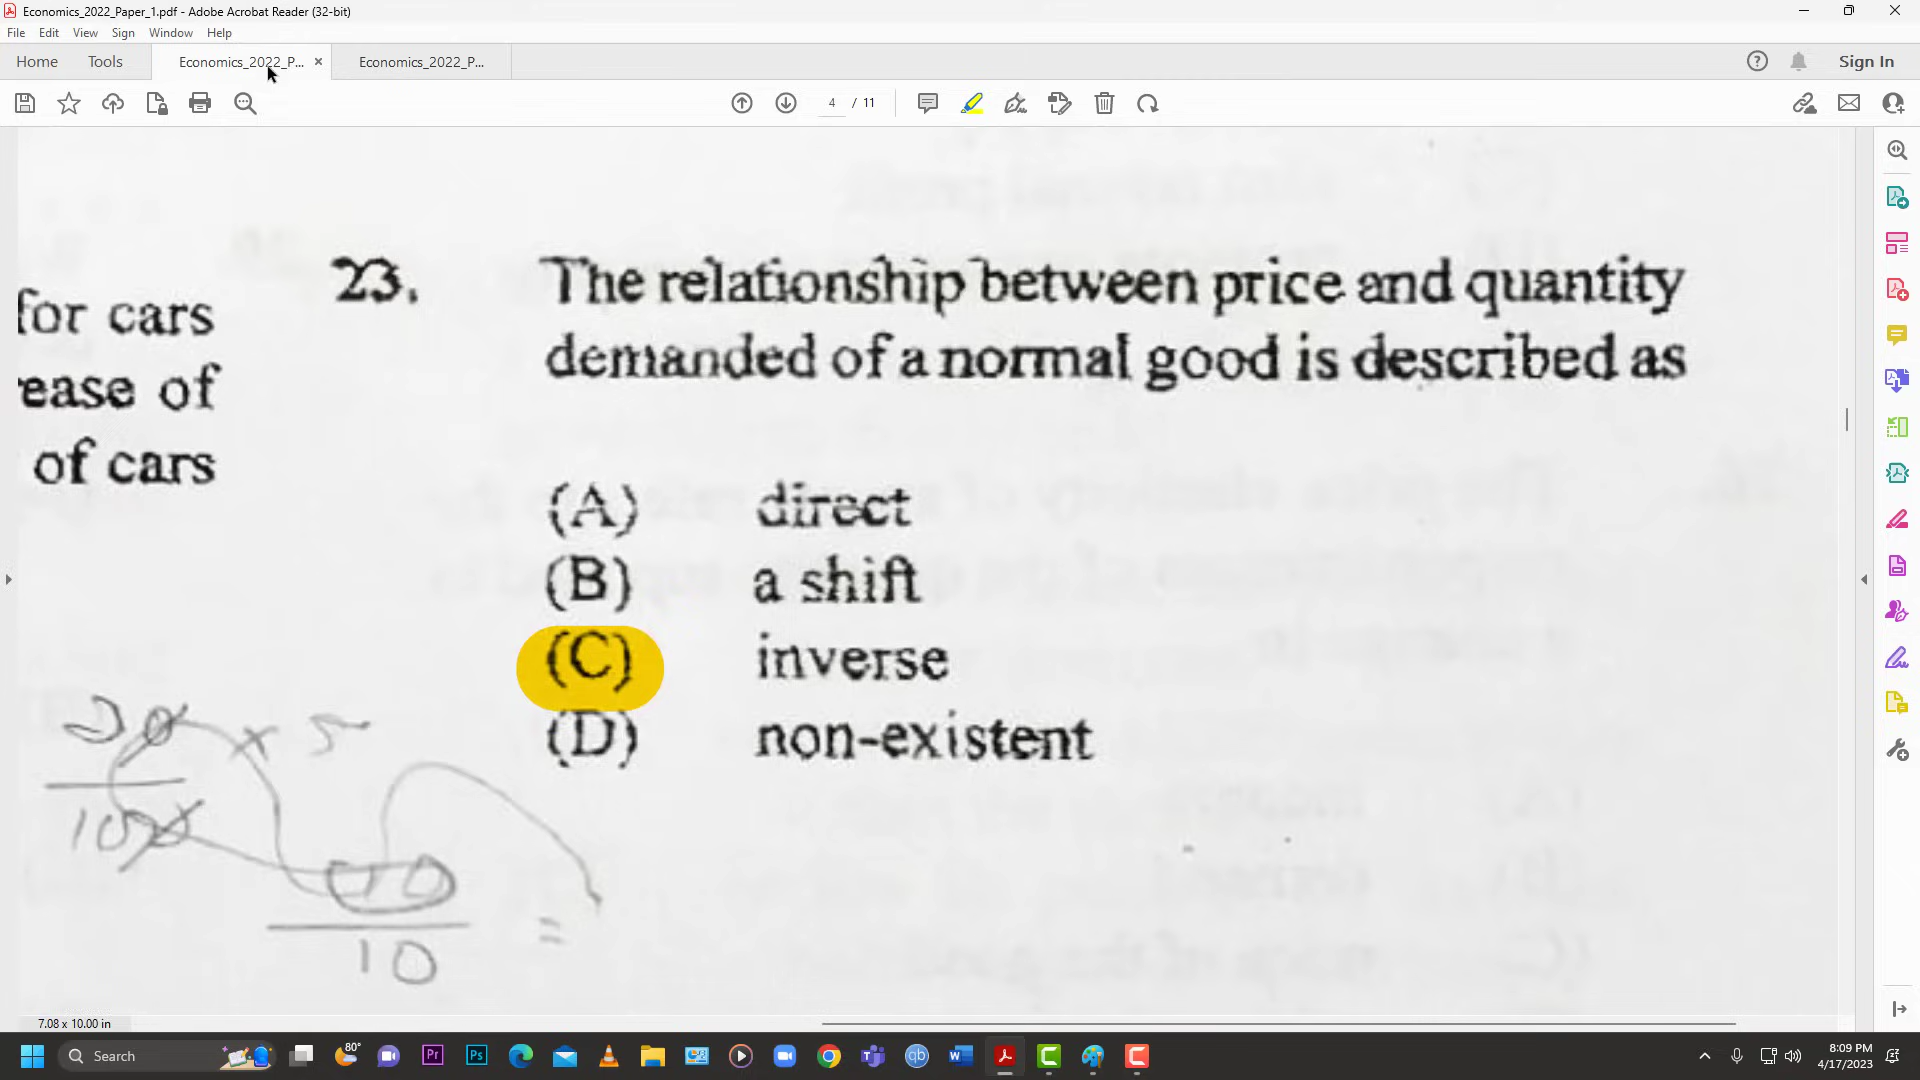 Economics_2022_Paper_1.pdf - Adobe Acrobat Reader (32-bit)
File Edit View Sign Window Help
Home Tools Economics_2022_P... × Economics_2022_P... Sign In
4 / 11
for cars
ease of
of cars
23. The relationship between price and quantity
demanded of a normal good is described as
(A) direct
(B) a shift
(C) inverse
(D) non-existent
x 5
10
=
10
7.08 x 10.00 in
Search
80°
8:09 PM
4/17/2023